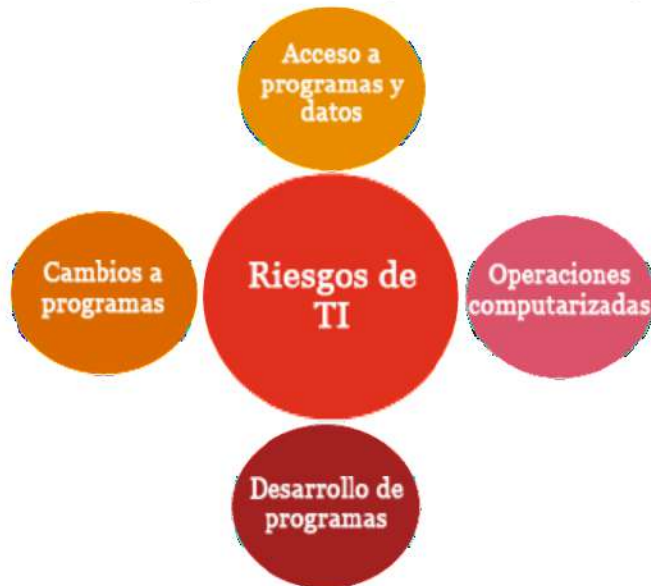 Acceso a
programas y
datos
Cambios a
programas
Riesgos de
TI
Operaciones
computarizadas
Desarrollo de
programas